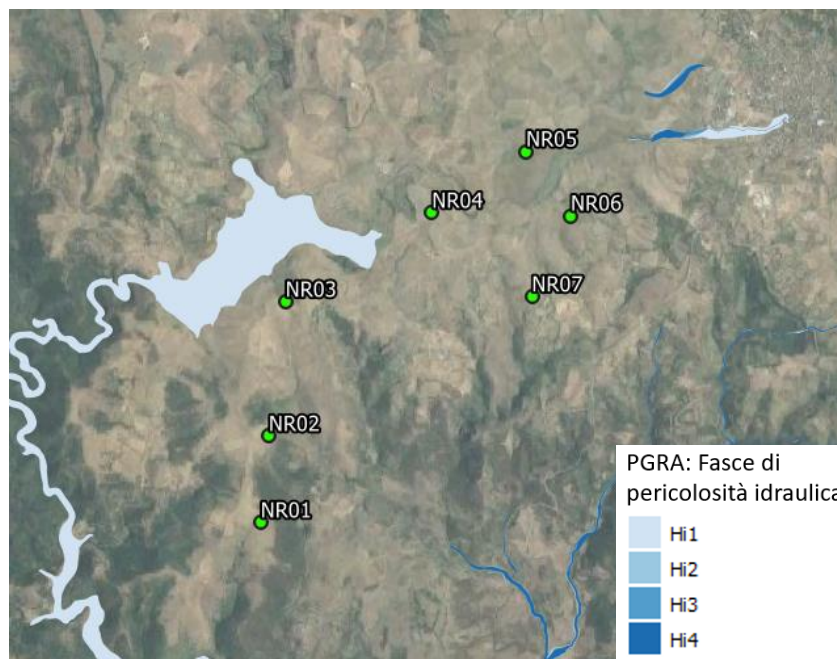 NR05
NR04
NR06
NR03
NR07
NR02
NR01
PGRA: Fasce di
pericolosità idraulica
Hi1
Hi2
Hi3
Hi4